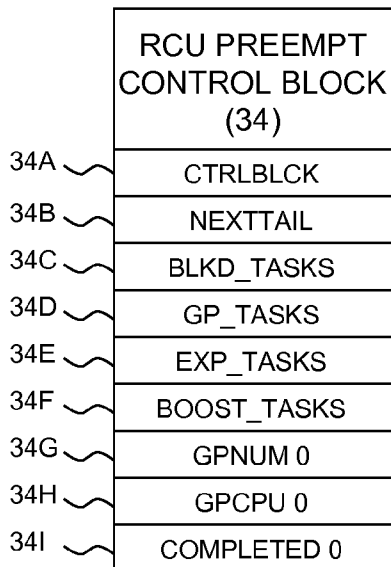 RCU PREEMPT
CONTROL BLOCK
(34)
34A CTRLBLCK
34B NEXTTAIL
34C BLKD_TASKS
34D GP_TASKS
34E EXP_TASKS
34F BOOST_TASKS
34G GPNUM 0
34H GPCPU 0
34I COMPLETED 0